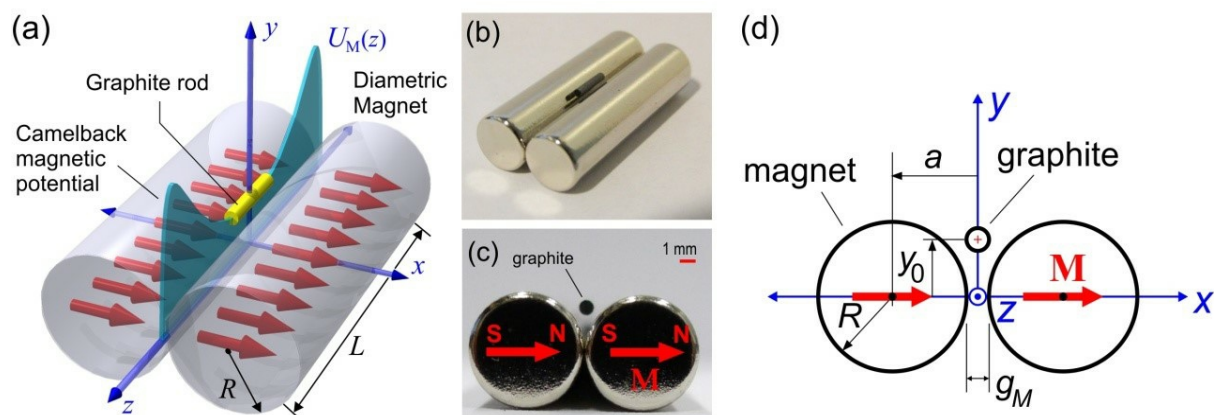 (a)
y
U_M(z)
Graphite rod
Diametric
Magnet
Camelback
magnetic
potential
x
L
R
z
(b)
(c)
graphite
1 mm
S
N
S
N
M
(d)
y
a
graphite
magnet
y_0
M
R
z
x
g_M